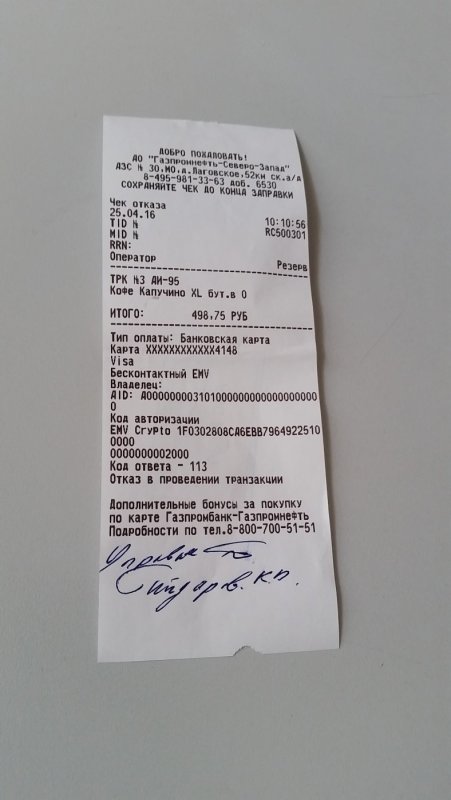 ДОБРО ПОЖАЛОВАТЬ!
АО "Газпромнефть-Северо-Запад"
АЗС № 30,МО,д.Лаговское,52км ск.а/д
8-495-981-33-63 доб. 6530
СОХРАНЯЙТЕ ЧЕК ДО КОНЦА ЗАПРАВКИ
Чек отказа
25.04.16 10:10:56
TID № RC500301
MID №
RRN:
Оператор Резерв
ТРК №3 АИ-95
Кофе Капучино XL бут.в 0
ИТОГО: 498,75 РУБ
Тип оплаты: Банковская карта
Карта XXXXXXXXXXXX4148
Visa
Бесконтактный EMV
Владелец:
AID: A0000000031010000000000000000000
0
Код авторизации
EMV Crypto 1F0302808CA6EBB7964922510
0000
0000000002000
Код ответа - 113
Отказ в проведении транзакции
Дополнительные бонусы за покупку
по карте Газпромбанк-Газпромнефть
Подробности по тел.8-800-700-51-51